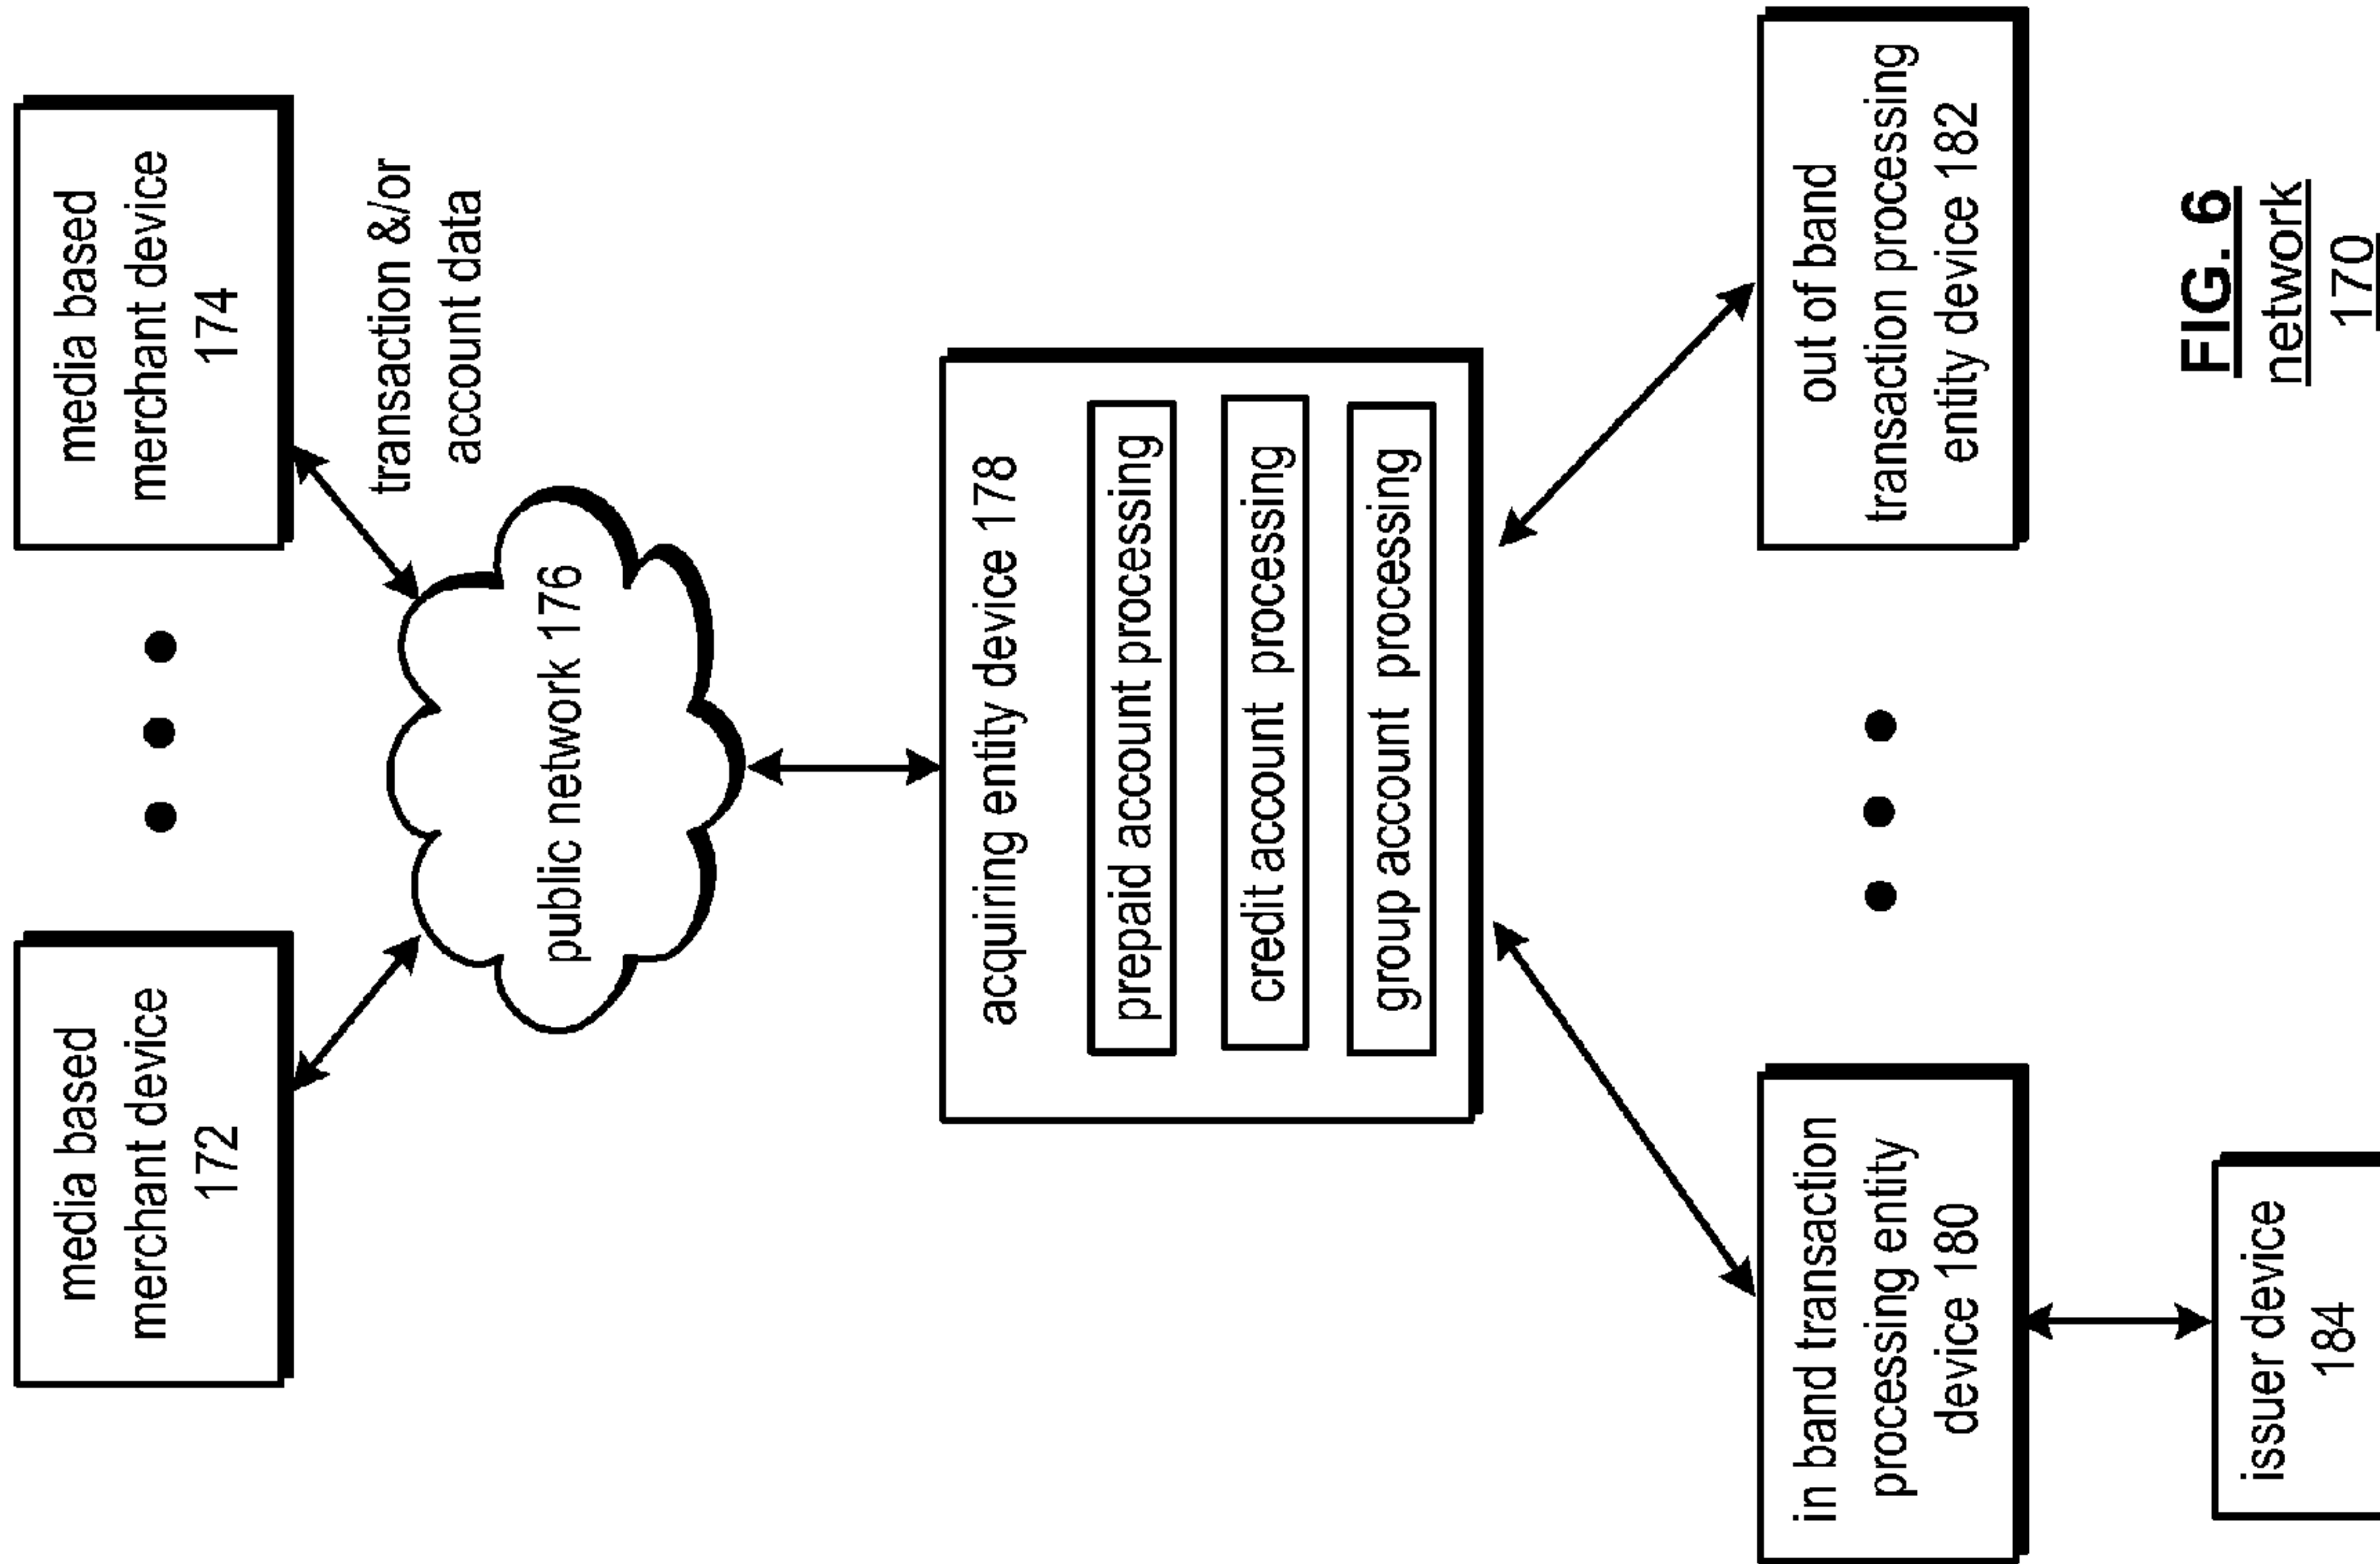 media based
merchant device
172
media based
merchant device
174
transaction &/or
account data
public network 176
acquiring entity device 178
prepaid account processing
credit account processing
group account processing
in band transaction
processing entity
device 180
out of band
transaction processing
entity device 182
issuer device
184
FIG. 6
network
170